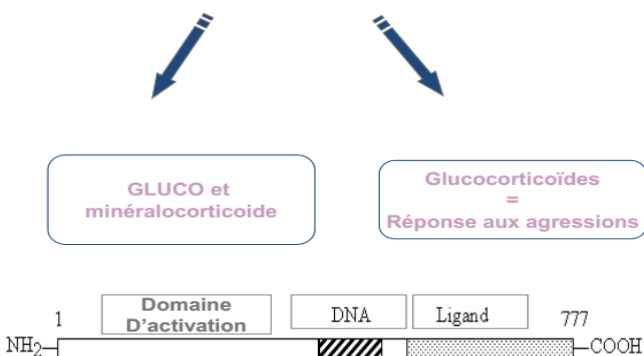 GLUCO et
minéralocorticoide
Glucocorticoïdes
=
Réponse aux agressions
1
Domaine
D'activation
DNA
Ligand
777
NH2
COOH